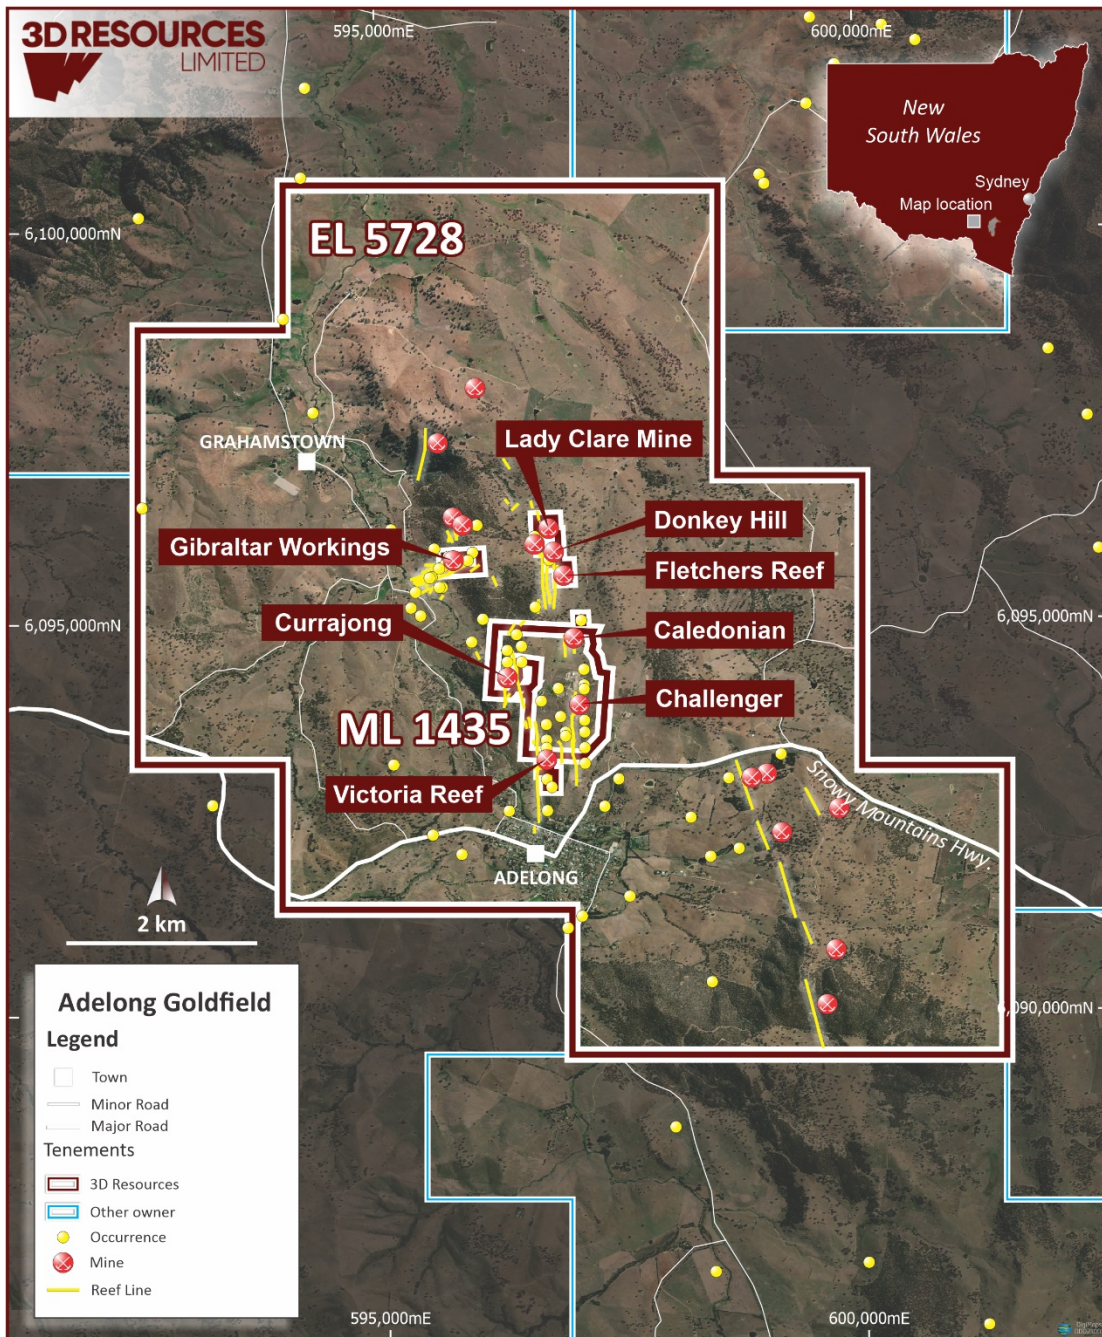 3D RESOURCES
LIMITED
595,000mE
600,000mE
New
South Wales
Sydney
Map location
6,100,000mN
EL 5728
GRAHAMSTOWN
Lady Clare Mine
Donkey Hill
Gibraltar Workings
Fletchers Reef
6,095,000mN
6,095,000mN
Currajong
Caledonian
Challenger
ML 1435
Victoria Reef
Snowy Mountains Hwy.
ADELONG
2 km
6,090,000mN
Adelong Goldfield
Legend
Town
Minor Road
Major Road
Tenements
3D Resources
Other owner
Occurrence
Mine
Reef Line
595,000mE
600,000mE